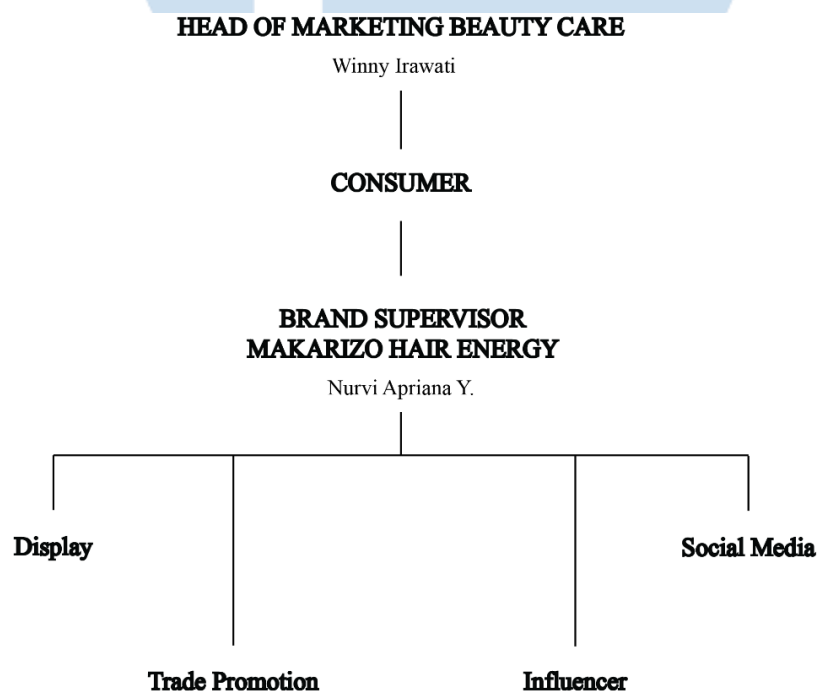 HEAD OF MARKETING BEAUTY CARE
Winny Irawati
CONSUMER
BRAND SUPERVISOR
MAKARIZO HAIR ENERGY
Nurvi Apriana Y.
Display
Social Media
Trade Promotion
Influencer